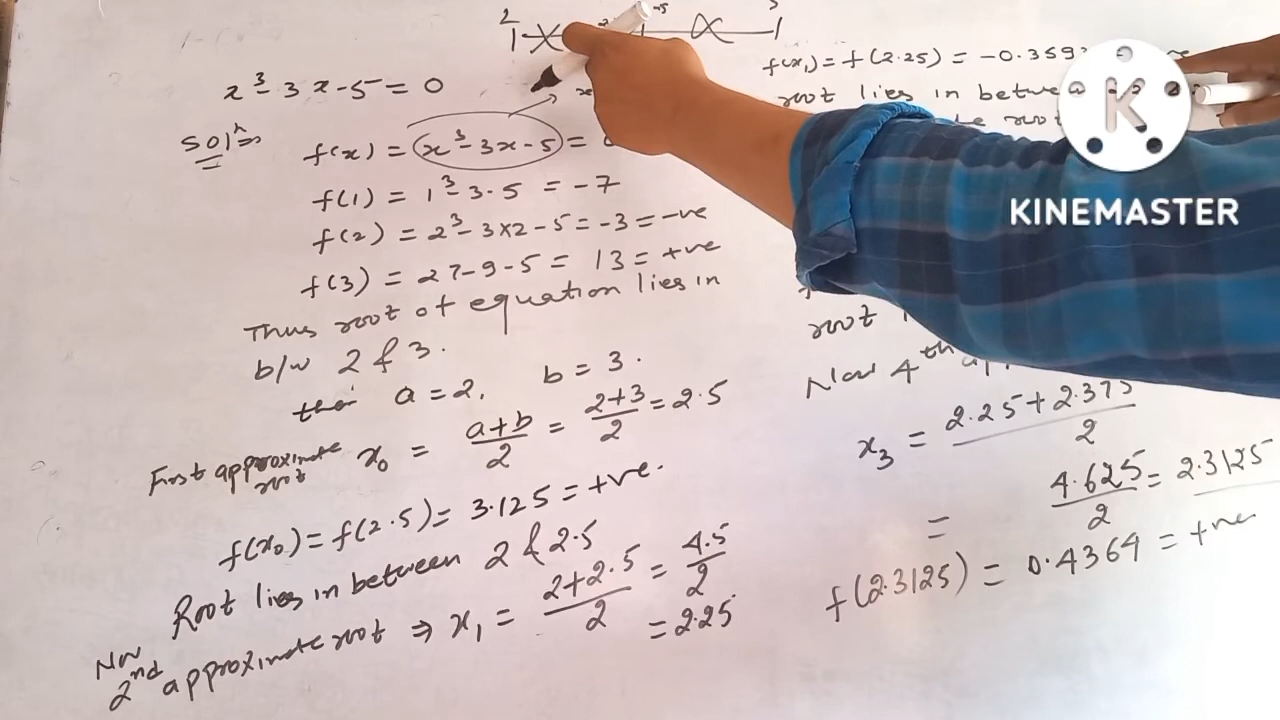 2
x³-3x-5=0
Solⁿ⇒
f(x) = x³-3x-5 =
f(1) = 1³-3·5 = -7
f(2) = 2³-3×2-5 = -3 = -ve
f(3) = 27-9-5 = 13 = +ve
Thus root of equation lies in
b/w 2 & 3.
a = 2, b = 3.
First approximate root x₀ = a+b/2 = 2+3/2 = 2.5
f(x₀) = f(2.5) = 3.125 = +ve.
Root lies in between 2 & 2.5
Now 2nd approximate root ⇒ x₁ = 2+2.5/2 = 4.5/2
= 2.25
f(x₁) = f(2.25) = -0.359
root lies in betwe
root
Now 4th
x₃ = 2.25+2.375/2
= 4.625/2 = 2.3125
f(2.3125) = 0.4364 = +ve
K
KINEMASTER